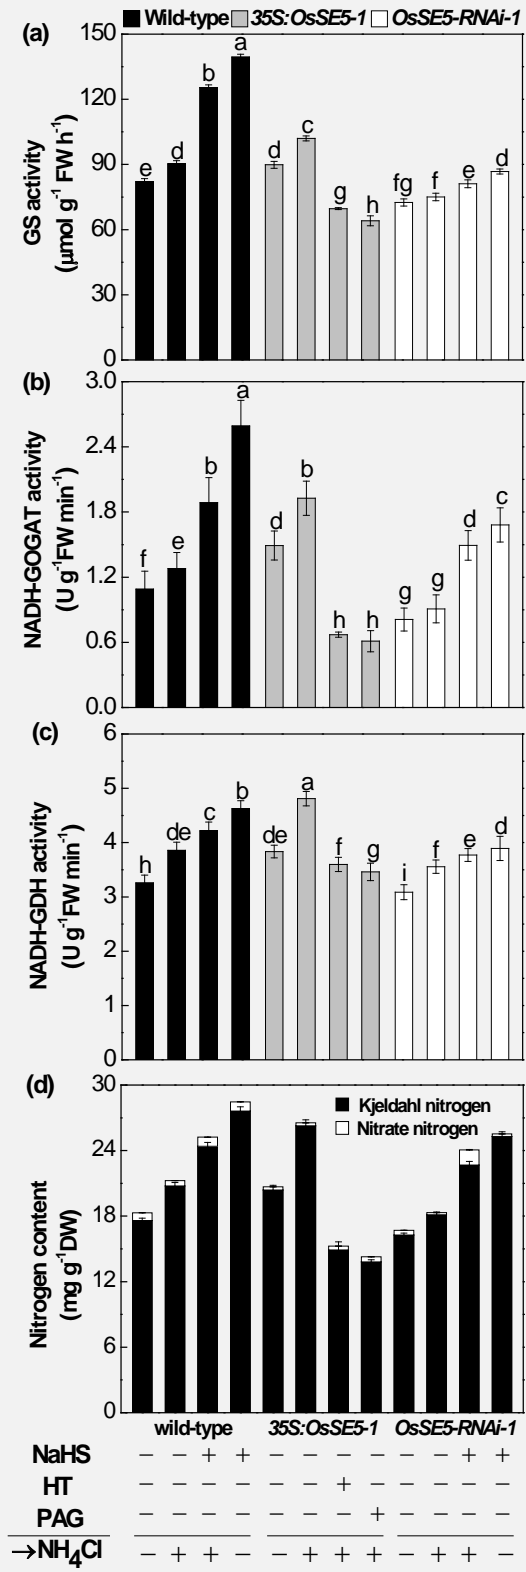 Wild-type 35S:OsSE5-1 OsSE5-RNAi-1
(a)
GS activity
(μmol g⁻¹ FW h⁻¹)
150
120
90
60
30
0
e d b a d c g h fg f e d
(b)
NADH-GOGAT activity
(U g⁻¹FW min⁻¹)
3.0
2.4
1.8
1.2
0.6
0.0
f e b a d b h h g g d c
(c)
NADH-GDH activity
(U g⁻¹FW min⁻¹)
6
5
4
3
2
1
0
h de c b de a f g i f e d
(d)
Nitrogen content
(mg g⁻¹DW)
30
24
18
12
6
0
Kjeldahl nitrogen
Nitrate nitrogen
wild-type 35S:OsSE5-1 OsSE5-RNAi-1
NaHS − − + + − − − − − − + +
HT − − − − − − + − − − − −
PAG − − − − − − − + − − − −
→NH₄Cl − + + − − + + + − + + −